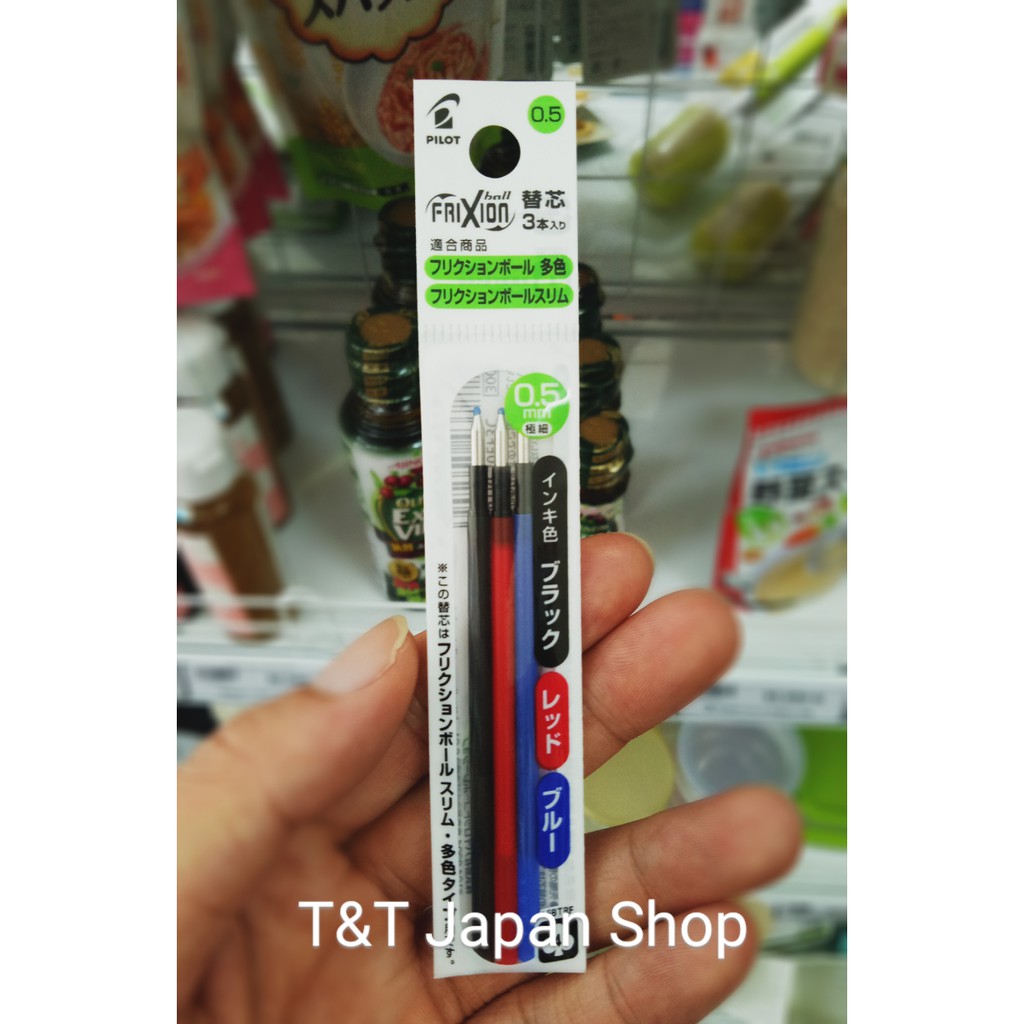 PILOT
0.5
FRIXION ball 替芯
3本入り
適合商品
フリクションボール 多色
フリクションボールスリム
0.5
mm
極細
インキ色 ブラック
レッド
ブルー
※この替芯はフリクションボール スリム・多色タイ
す。
T&T Japan Shop